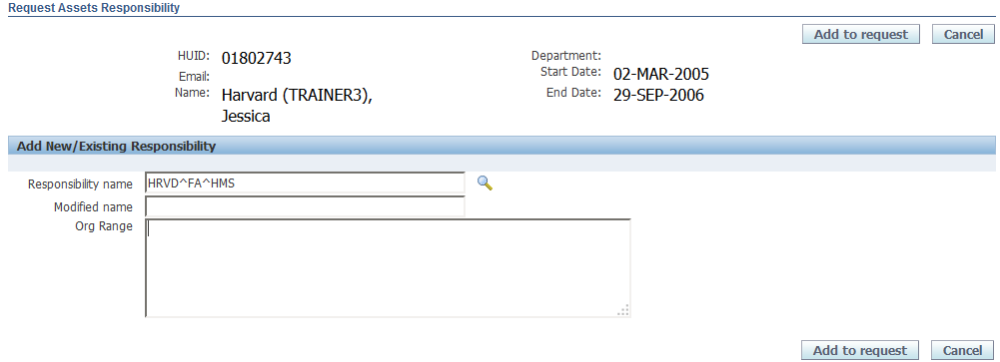 Request Assets Responsibility
Add to request Cancel
HUID: 01802743
Department:
Email:
Start Date: 02-MAR-2005
Name: Harvard (TRAINER3),
Jessica
End Date: 29-SEP-2006
Add New/Existing Responsibility
Responsibility name HRVD^FA^HMS
Modified name
Org Range
Add to request Cancel